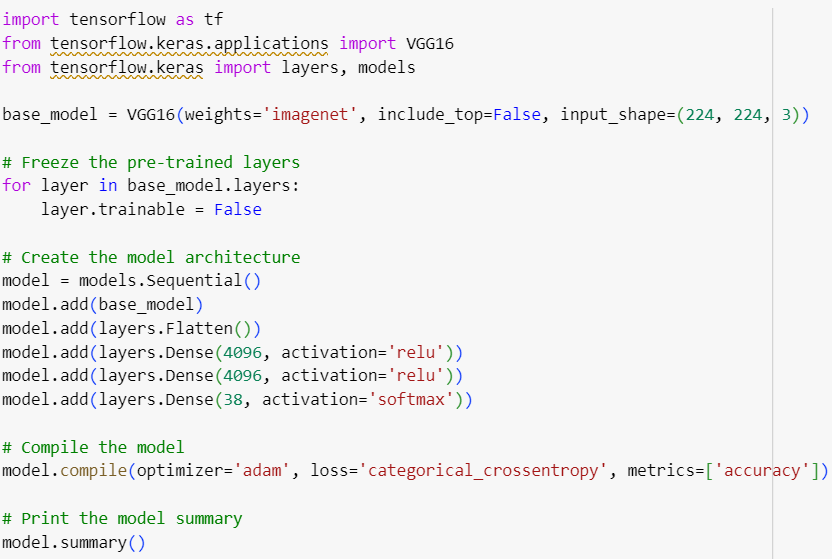 import tensorflow as tf
from tensorflow.keras.applications import VGG16
from tensorflow.keras import layers, models
base_model = VGG16(weights='imagenet', include_top=False, input_shape=(224, 224, 3))
# Freeze the pre-trained layers
for layer in base_model.layers:
    layer.trainable = False
# Create the model architecture
model = models.Sequential()
model.add(base_model)
model.add(layers.Flatten())
model.add(layers.Dense(4096, activation='relu'))
model.add(layers.Dense(4096, activation='relu'))
model.add(layers.Dense(38, activation='softmax'))
# Compile the model
model.compile(optimizer='adam', loss='categorical_crossentropy', metrics=['accuracy'])
# Print the model summary
model.summary()